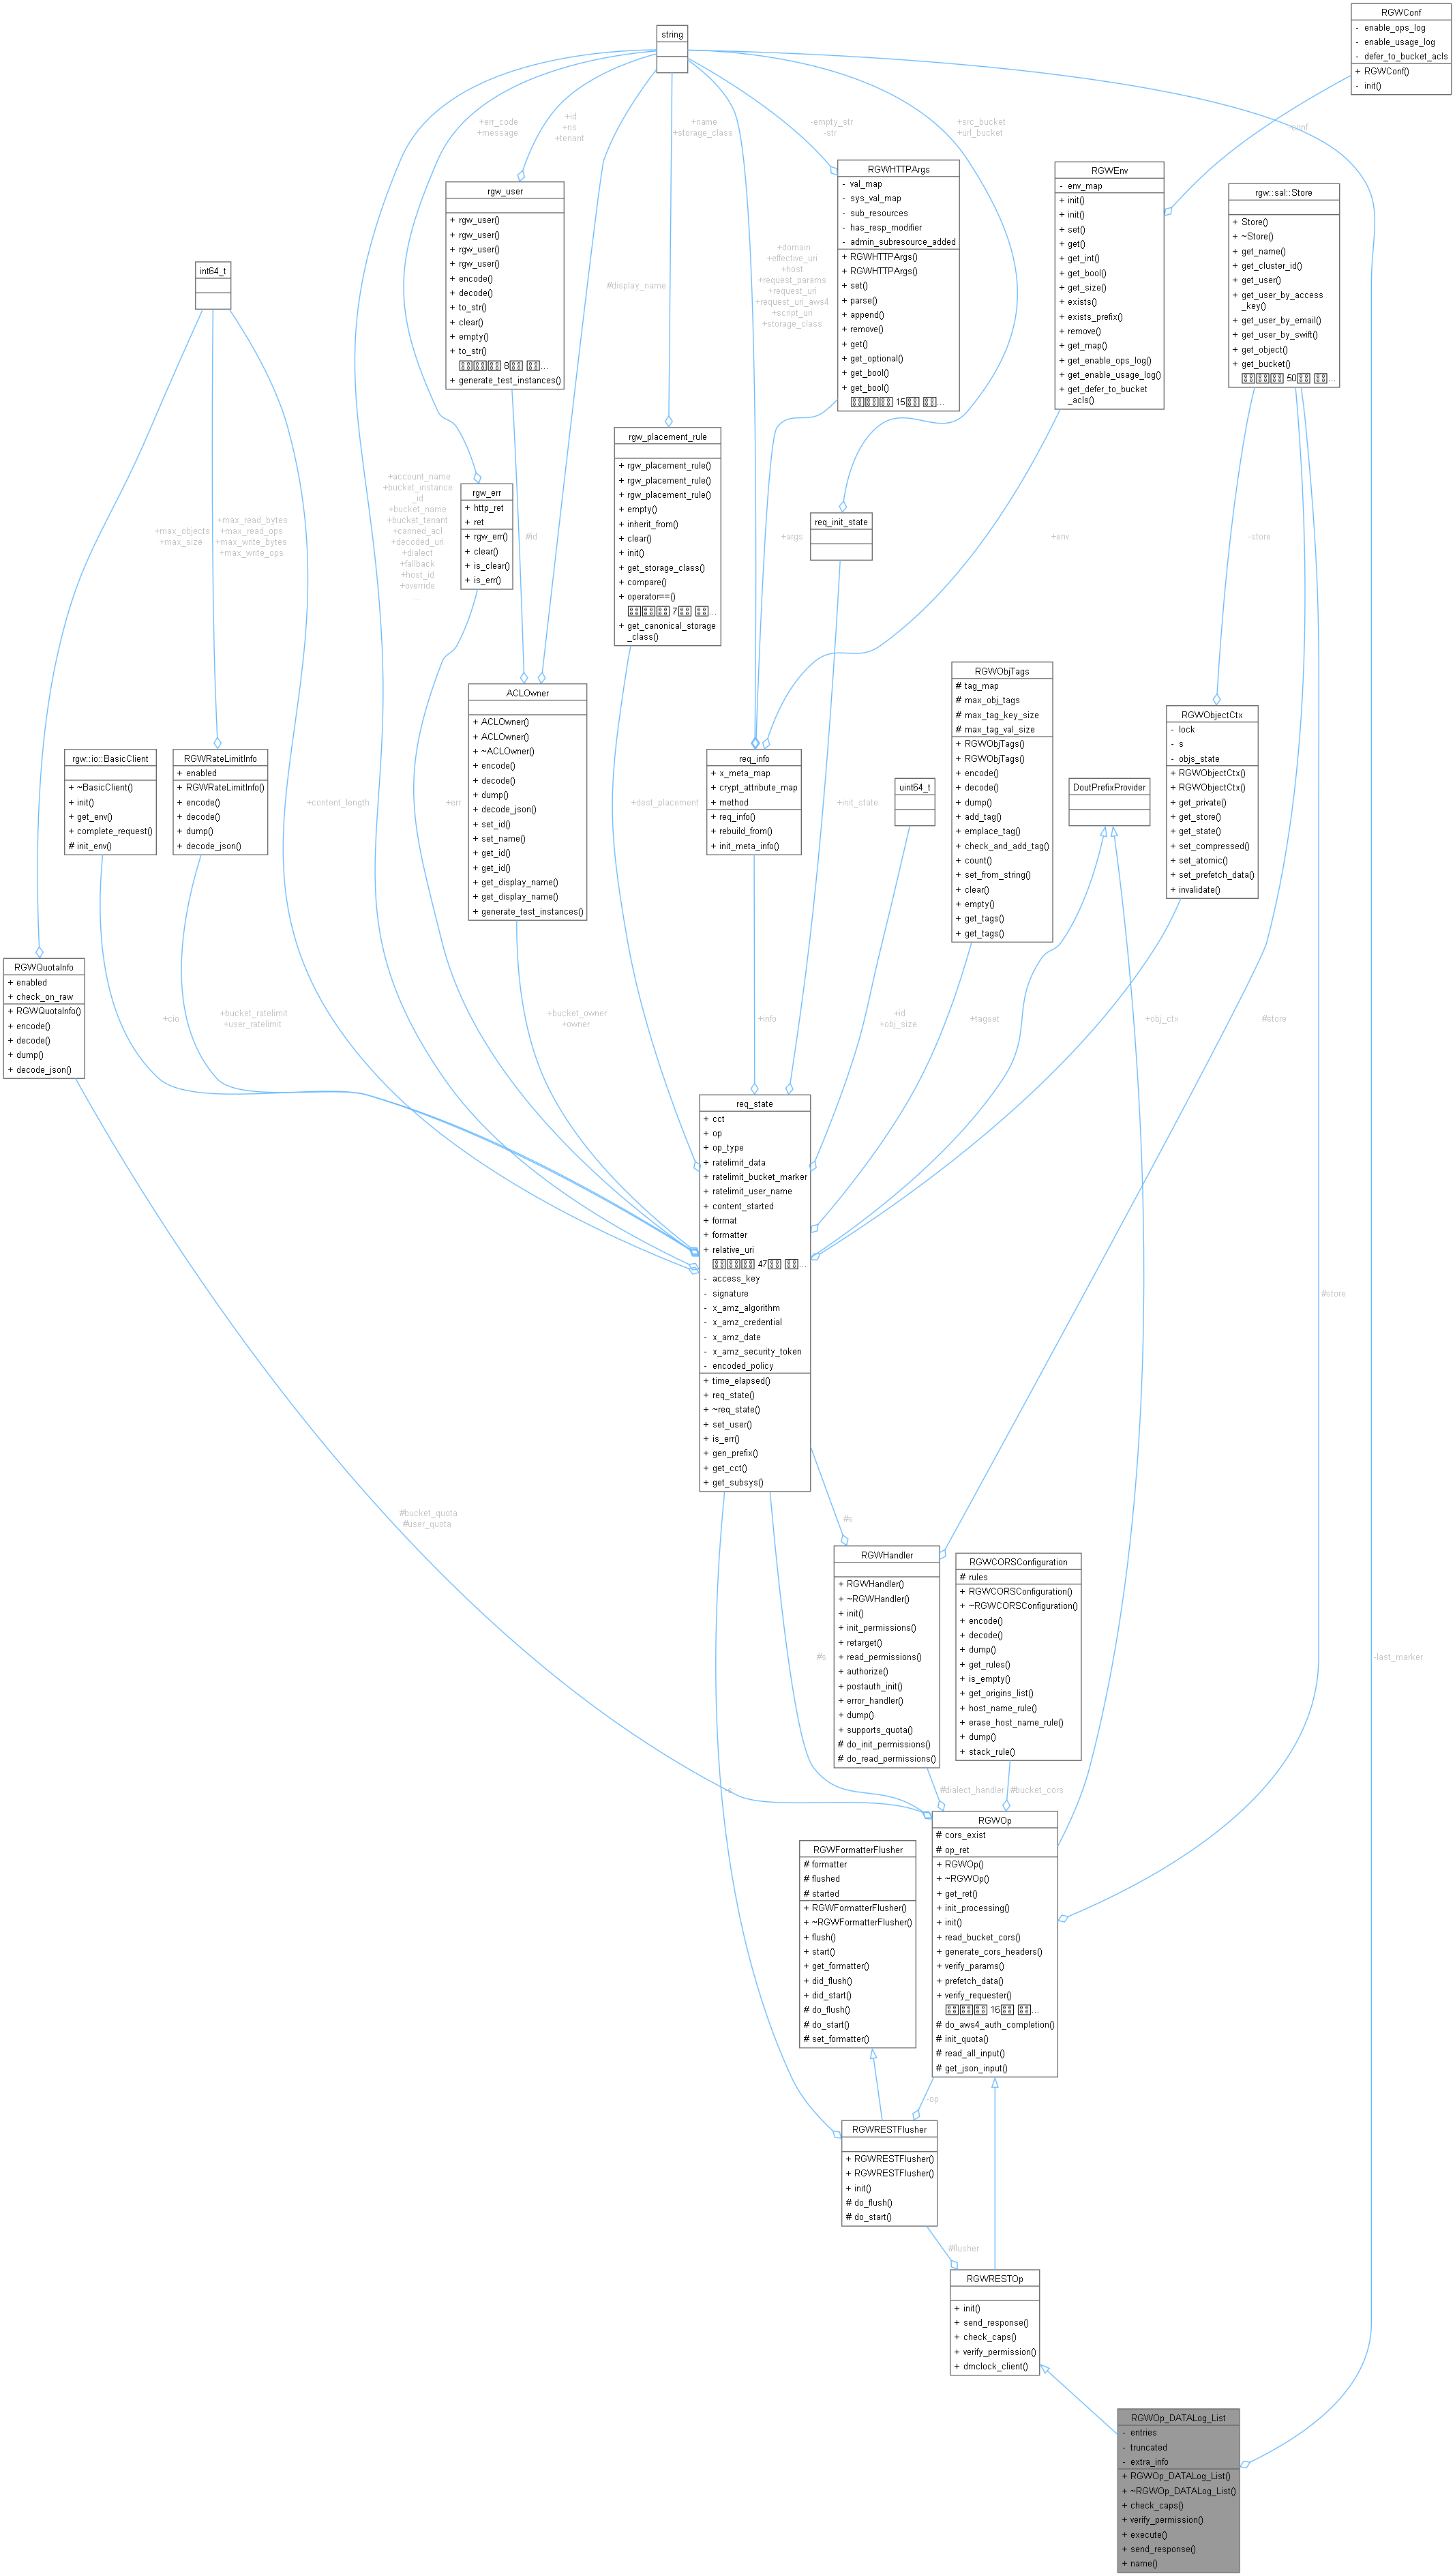 RGWConf
- enable_ops_log
- enable_usage_log
- defer_to_bucket_acls
+ RGWConf()
- init()
string
+err_code
+message
+id
+ns
+tenant
+name
+storage_class
-empty_str
-str
+src_bucket
+url_bucket
-conf
rgw_user
+ rgw_user()
+ rgw_user()
+ rgw_user()
+ rgw_user()
+ encode()
+ decode()
+ to_str()
+ clear()
+ empty()
+ to_str()
8
...
+ generate_test_instances()
RGWHTTPArgs
- val_map
- sys_val_map
- sub_resources
- has_resp_modifier
- admin_subresource_added
+ RGWHTTPArgs()
+ RGWHTTPArgs()
+ set()
+ parse()
+ append()
+ remove()
+ get()
+ get_optional()
+ get_bool()
+ get_bool()
15
...
RGWEnv
- env_map
+ init()
+ init()
+ set()
+ get()
+ get_int()
+ get_bool()
+ get_size()
+ exists()
+ exists_prefix()
+ remove()
+ get_map()
+ get_enable_ops_log()
+ get_enable_usage_log()
+ get_defer_to_bucket
_acls()
rgw::sal::Store
+ Store()
+ ~Store()
+ get_name()
+ get_cluster_id()
+ get_user()
+ get_user_by_access
_key()
+ get_user_by_email()
+ get_user_by_swift()
+ get_object()
+ get_bucket()
50
...
int64_t
#display_name
+domain
+effective_uri
+host
+request_params
+request_uri
+request_uri_aws4
+script_uri
+storage_class
rgw_placement_rule
+ rgw_placement_rule()
+ rgw_placement_rule()
+ rgw_placement_rule()
+ empty()
+ inherit_from()
+ clear()
+ init()
+ get_storage_class()
+ compare()
+ operator==()
7
...
+ get_canonical_storage
_class()
+account_name
+bucket_instance
_id
+bucket_name
+bucket_tenant
+canned_acl
+decoded_uri
+dialect
+fallback
+host_id
+override
...
rgw_err
+ http_ret
+ ret
+ rgw_err()
+ clear()
+ is_clear()
+ is_err()
#id
req_init_state
+args
+env
-store
+max_objects
+max_size
+max_read_bytes
+max_read_ops
+max_write_bytes
+max_write_ops
ACLOwner
+ ACLOwner()
+ ACLOwner()
+ ~ACLOwner()
+ encode()
+ decode()
+ dump()
+ decode_json()
+ set_id()
+ set_name()
+ get_id()
+ get_id()
+ get_display_name()
+ get_display_name()
+ generate_test_instances()
RGWObjTags
# tag_map
# max_obj_tags
# max_tag_key_size
# max_tag_val_size
+ RGWObjTags()
+ RGWObjTags()
+ encode()
+ decode()
+ dump()
+ add_tag()
+ emplace_tag()
+ check_and_add_tag()
+ count()
+ set_from_string()
+ clear()
+ empty()
+ get_tags()
+ get_tags()
RGWObjectCtx
- lock
- s
- objs_state
+ RGWObjectCtx()
+ RGWObjectCtx()
+ get_private()
+ get_store()
+ get_state()
+ set_compressed()
+ set_atomic()
+ set_prefetch_data()
+ invalidate()
rgw::io::BasicClient
+ ~BasicClient()
+ init()
+ get_env()
+ complete_request()
# init_env()
RGWRateLimitInfo
+ enabled
+ RGWRateLimitInfo()
+ encode()
+ decode()
+ dump()
+ decode_json()
req_info
+ x_meta_map
+ crypt_attribute_map
+ method
+ req_info()
+ rebuild_from()
+ init_meta_info()
uint64_t
DoutPrefixProvider
+content_length
+err
+dest_placement
+init_state
RGWQuotaInfo
+ enabled
+ check_on_raw
+ RGWQuotaInfo()
+ encode()
+ decode()
+ dump()
+ decode_json()
+cio
+bucket_ratelimit
+user_ratelimit
+bucket_owner
+owner
+info
+id
+obj_size
+tagset
+obj_ctx
#store
req_state
+ cct
+ op
+ op_type
+ ratelimit_data
+ ratelimit_bucket_marker
+ ratelimit_user_name
+ content_started
+ format
+ formatter
+ relative_uri
47
...
- access_key
- signature
- x_amz_algorithm
- x_amz_credential
- x_amz_date
- x_amz_security_token
- encoded_policy
+ time_elapsed()
+ req_state()
+ ~req_state()
+ set_user()
+ is_err()
+ gen_prefix()
+ get_cct()
+ get_subsys()
#store
#bucket_quota
#user_quota
#s
RGWHandler
+ RGWHandler()
+ ~RGWHandler()
+ init()
+ init_permissions()
+ retarget()
+ read_permissions()
+ authorize()
+ postauth_init()
+ error_handler()
+ dump()
+ supports_quota()
# do_init_permissions()
# do_read_permissions()
RGWCORSConfiguration
# rules
+ RGWCORSConfiguration()
+ ~RGWCORSConfiguration()
+ encode()
+ decode()
+ dump()
+ get_rules()
+ is_empty()
+ get_origins_list()
+ host_name_rule()
+ erase_host_name_rule()
+ dump()
+ stack_rule()
#s
-last_marker
-s
#dialect_handler
#bucket_cors
RGWOp
# cors_exist
# op_ret
+ RGWOp()
+ ~RGWOp()
+ get_ret()
+ init_processing()
+ init()
+ read_bucket_cors()
+ generate_cors_headers()
+ verify_params()
+ prefetch_data()
+ verify_requester()
16
...
# do_aws4_auth_completion()
# init_quota()
# read_all_input()
# get_json_input()
RGWFormatterFlusher
# formatter
# flushed
# started
+ RGWFormatterFlusher()
+ ~RGWFormatterFlusher()
+ flush()
+ start()
+ get_formatter()
+ did_flush()
+ did_start()
# do_flush()
# do_start()
# set_formatter()
-op
RGWRESTFlusher
+ RGWRESTFlusher()
+ RGWRESTFlusher()
+ init()
# do_flush()
# do_start()
#flusher
RGWRESTOp
+ init()
+ send_response()
+ check_caps()
+ verify_permission()
+ dmclock_client()
RGWOp_DATALog_List
- entries
- truncated
- extra_info
+ RGWOp_DATALog_List()
+ ~RGWOp_DATALog_List()
+ check_caps()
+ verify_permission()
+ execute()
+ send_response()
+ name()